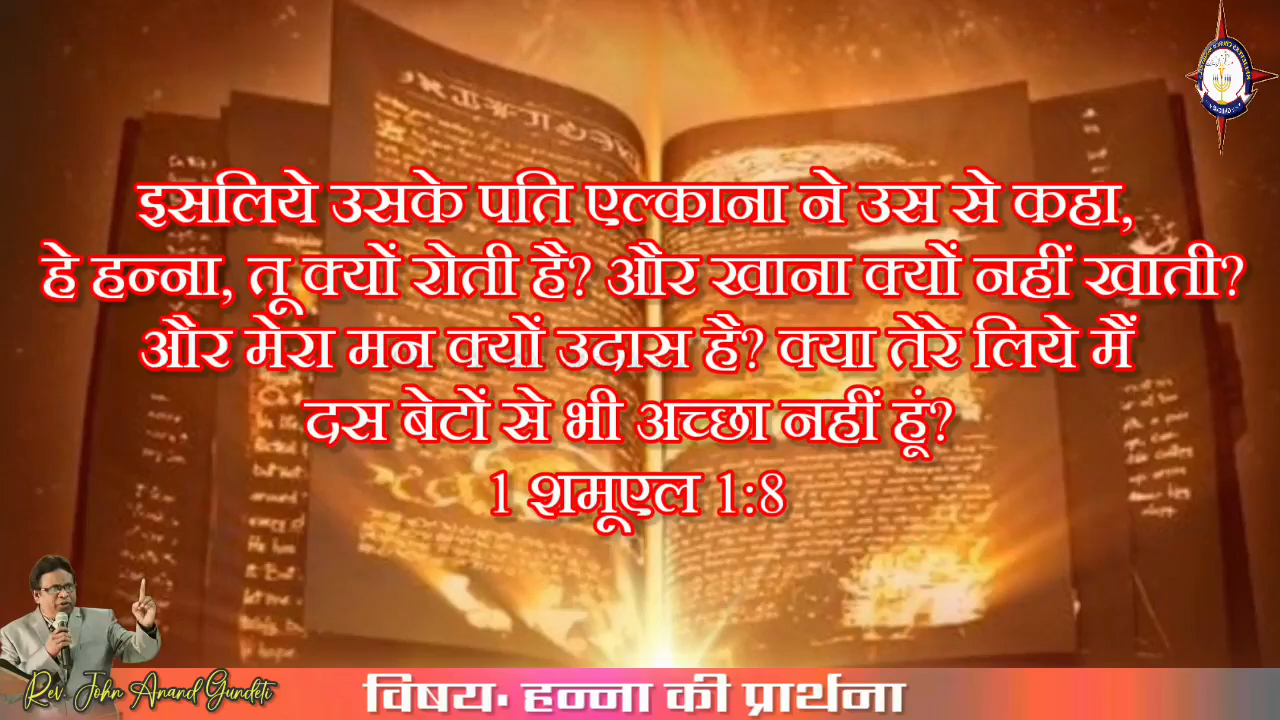 इसलिये उसके पति एल्काना ने उस से कहा,
हे हन्ना, तू क्यों रोती है? और खाना क्यों नहीं खाती?
और मेरा मन क्यों उदास है? क्या तेरे लिये मैं
दस बेटों से भी अच्छा नहीं हूं?
1 शमूएल 1:8
Rev. John Anand Gundeti
विषय· हन्ना की प्रार्थना